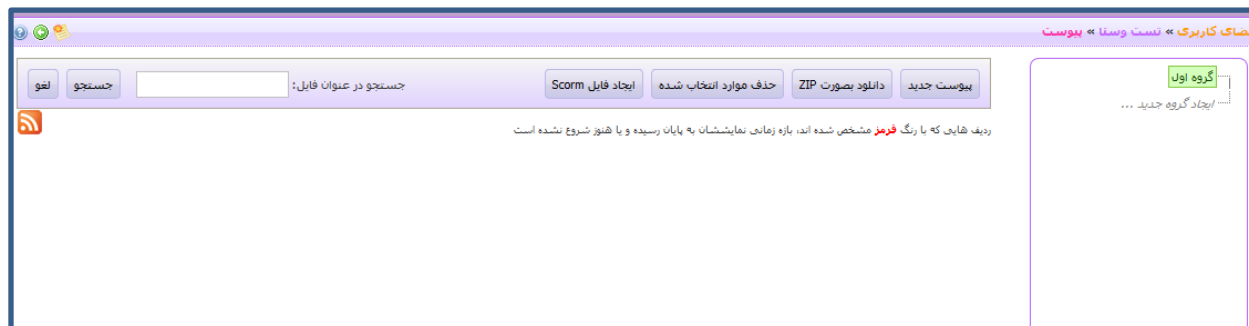 ضای کاربری » تست وستا » پیوست
گروه اول
ایجاد گروه جدید ...
پیوست جدید دانلود بصورت ZIP حذف موارد انتخاب شده ایجاد فایل Scorm جستجو در عنوان فایل: جستجو لغو
ردیف هایی که با رنگ قرمز مشخص شده اند، بازه زمانی نمایششان به پایان رسیده و یا هنوز شروع نشده است